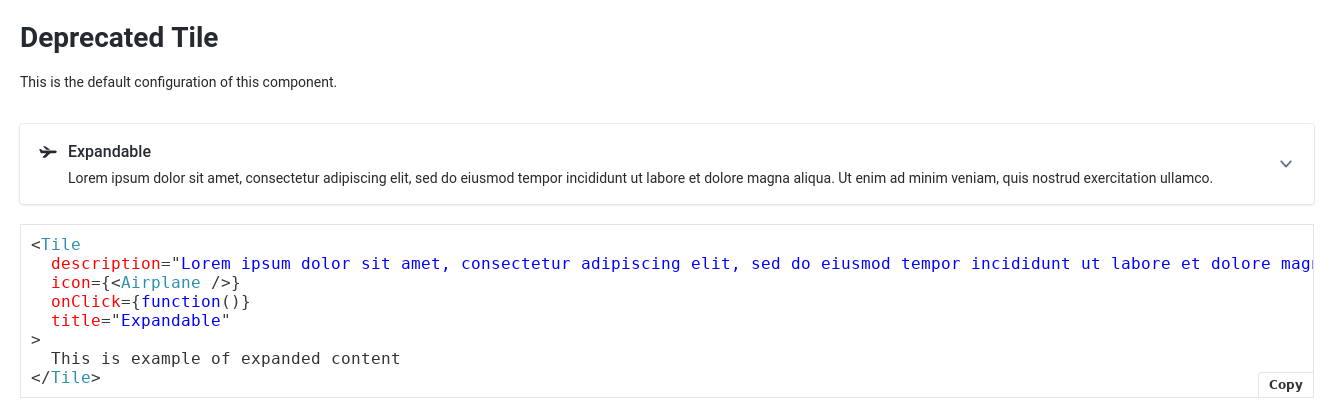 Deprecated Tile
This is the default configuration of this component.
Expandable
Lorem ipsum dolor sit amet, consectetur adipiscing elit, sed do eiusmod tempor incididunt ut labore et dolore magna aliqua. Ut enim ad minim veniam, quis nostrud exercitation ullamco.
<Tile
  description="Lorem ipsum dolor sit amet, consectetur adipiscing elit, sed do eiusmod tempor incididunt ut labore et dolore
  icon={<Airplane />}
  onClick={function()}
  title="Expandable"
>
  This is example of expanded content
</Tile>
Copy